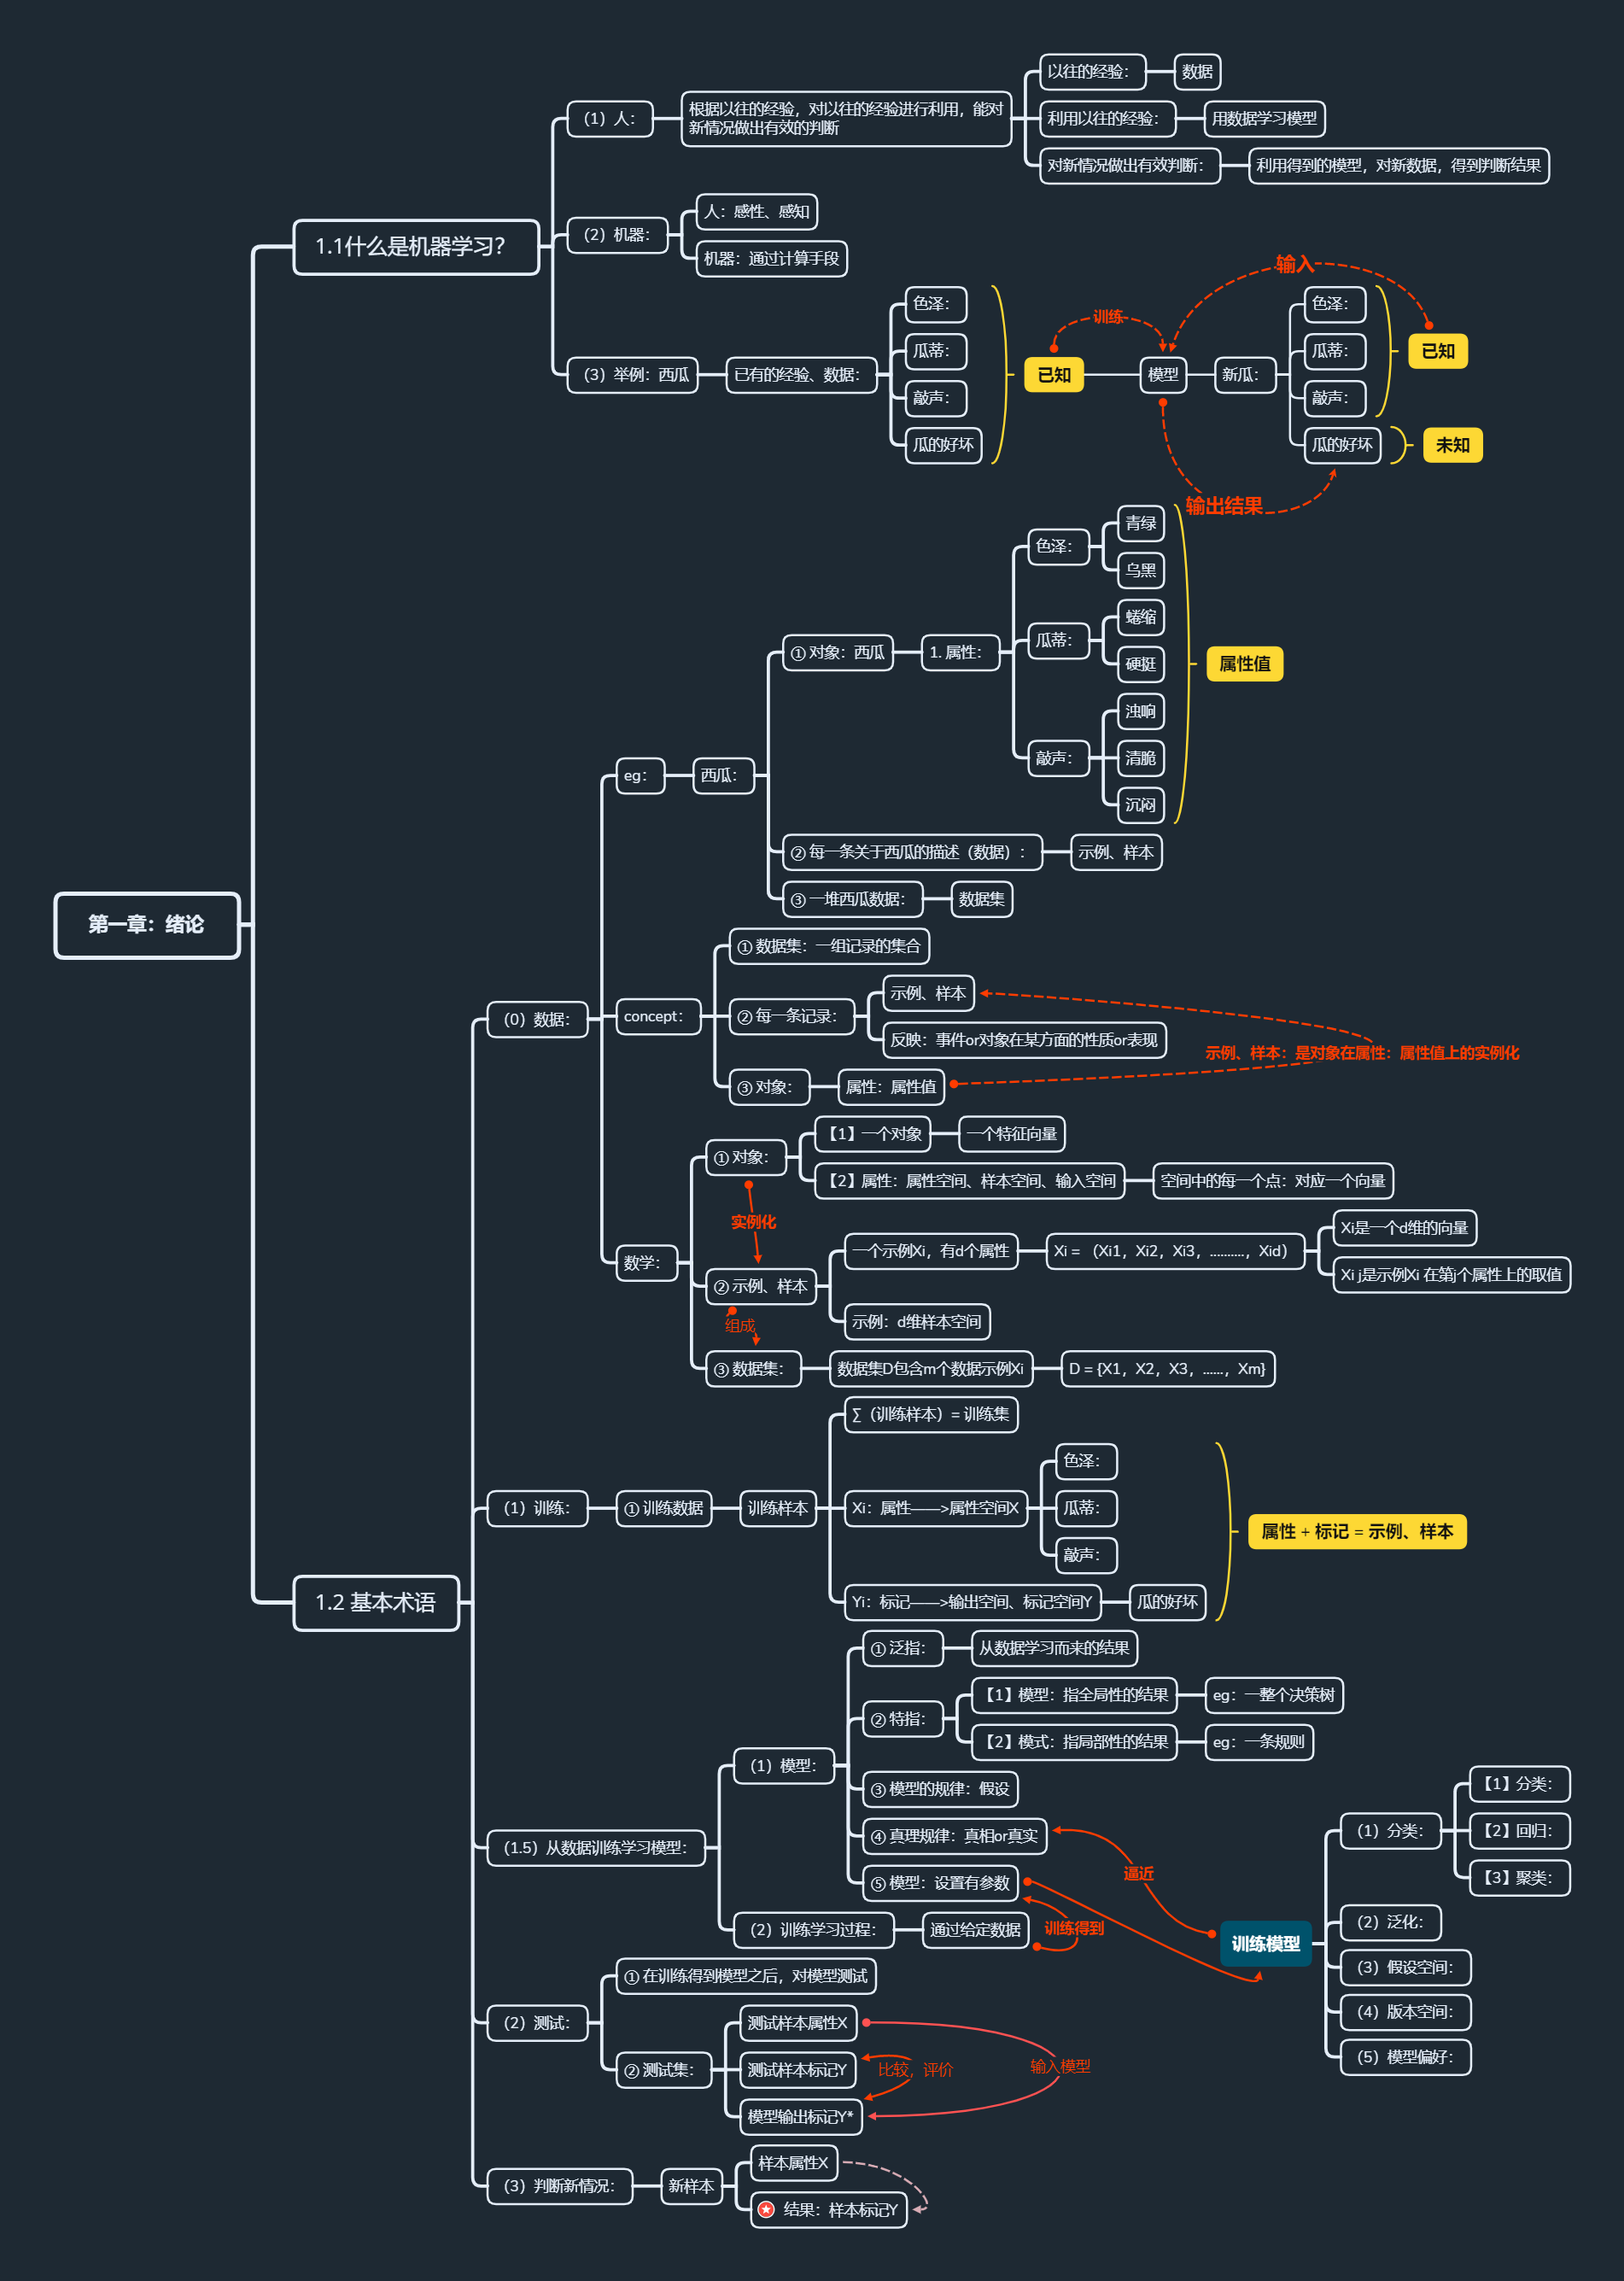 第一章：绪论
1.1什么是机器学习？
（1）人：
根据以往的经验，对以往的经验进行利用，能对
新情况做出有效的判断
以往的经验：
数据
利用以往的经验：
用数据学习模型
对新情况做出有效判断：
利用得到的模型，对新数据，得到判断结果
（2）机器：
人：感性、感知
机器：通过计算手段
（3）举例：西瓜
已有的经验、数据：
色泽：
瓜蒂：
敲声：
瓜的好坏
已知
训练
模型
输入
新瓜：
色泽：
瓜蒂：
敲声：
已知
瓜的好坏
未知
输出结果
1.2 基本术语
（0）数据：
eg：
西瓜：
① 对象：西瓜
1. 属性：
色泽：
青绿
乌黑
瓜蒂：
蜷缩
硬挺
敲声：
浊响
清脆
沉闷
属性值
② 每一条关于西瓜的描述（数据）：
示例、样本
③ 一堆西瓜数据：
数据集
concept：
① 数据集：一组记录的集合
② 每一条记录：
示例、样本
反映：事件or对象在某方面的性质or表现
③ 对象：
属性：属性值
示例、样本：是对象在属性：属性值上的实例化
数学：
① 对象：
【1】一个对象
一个特征向量
【2】属性：属性空间、样本空间、输入空间
空间中的每一个点：对应一个向量
实例化
② 示例、样本
一个示例Xi，有d个属性
Xi = （Xi1，Xi2，Xi3，..........，Xid）
Xi是一个d维的向量
Xi j是示例Xi 在第j个属性上的取值
示例：d维样本空间
组成
③ 数据集：
数据集D包含m个数据示例Xi
D = {X1，X2，X3，......，Xm}
（1）训练：
① 训练数据
训练样本
∑（训练样本）= 训练集
Xi：属性——>属性空间X
色泽：
瓜蒂：
敲声：
Yi：标记——>输出空间、标记空间Y
瓜的好坏
属性 + 标记 = 示例、样本
（1.5）从数据训练学习模型：
（1）模型：
① 泛指：
从数据学习而来的结果
② 特指：
【1】模型：指全局性的结果
eg：一整个决策树
【2】模式：指局部性的结果
eg：一条规则
③ 模型的规律：假设
④ 真理规律：真相or真实
⑤ 模型：设置有参数
（2）训练学习过程：
通过给定数据
训练得到
逼近
训练模型
（1）分类：
【1】分类：
【2】回归：
【3】聚类：
（2）泛化：
（3）假设空间：
（4）版本空间：
（5）模型偏好：
（2）测试：
① 在训练得到模型之后，对模型测试
② 测试集：
测试样本属性X
测试样本标记Y
模型输出标记Y*
比较，评价
输入模型
（3）判断新情况：
新样本
样本属性X
结果：样本标记Y